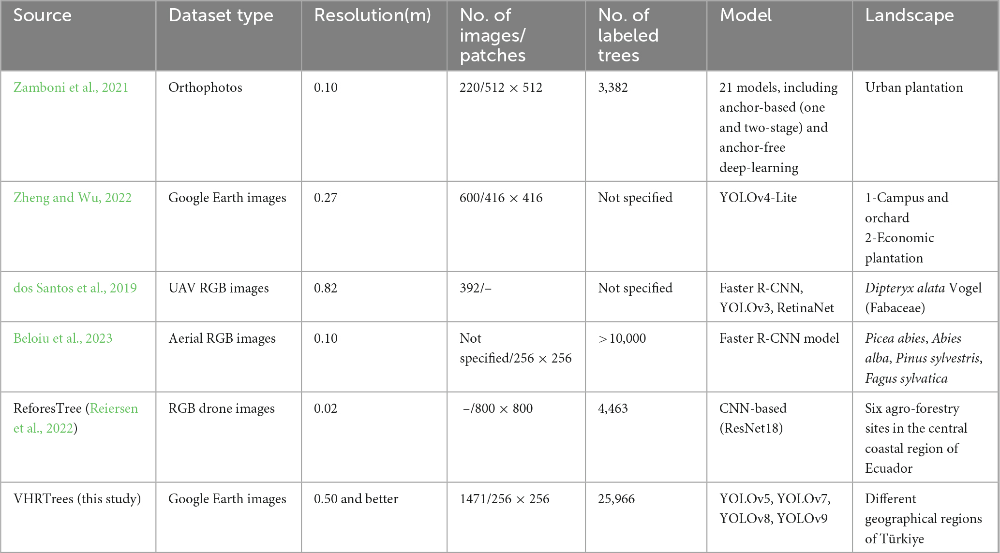 Source
Dataset type
Resolution(m)
No. of
images/
patches
No. of
labeled
trees
Model
Landscape
Zamboni et al., 2021
Orthophotos
0.10
220/512 × 512
3,382
21 models, including
anchor-based (one
and two-stage) and
anchor-free
deep-learning
Urban plantation
Zheng and Wu, 2022
Google Earth images
0.27
600/416 × 416
Not specified
YOLOv4-Lite
1-Campus and
orchard
2-Economic
plantation
dos Santos et al., 2019
UAV RGB images
0.82
392/–
Not specified
Faster R-CNN,
YOLOv3, RetinaNet
Dipteryx alata Vogel
(Fabaceae)
Beloiu et al., 2023
Aerial RGB images
0.10
Not
specified/256 × 256
>10,000
Faster R-CNN model
Picea abies, Abies
alba, Pinus sylvestris,
Fagus sylvatica
ReforesTree (Reiersen
et al., 2022)
RGB drone images
0.02
–/800 × 800
4,463
CNN-based
(ResNet18)
Six agro-forestry
sites in the central
coastal region of
Ecuador
VHRTrees (this study)
Google Earth images
0.50 and better
1471/256 × 256
25,966
YOLOv5, YOLOv7,
YOLOv8, YOLOv9
Different
geographical regions
of Türkiye